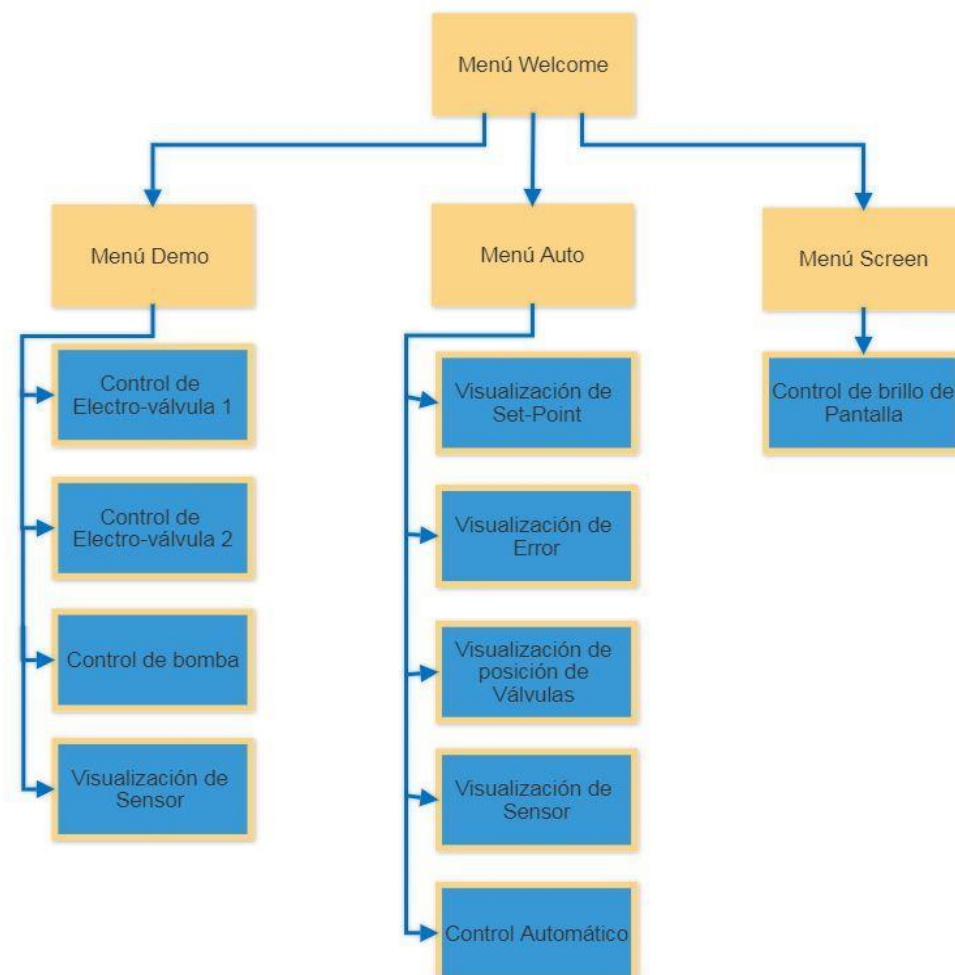 Menú Welcome
Menú Demo
Menú Auto
Menú Screen
Control de
Electro-válvula 1
Control de
Electro-válvula 2
Control de bomba
Visualización de
Sensor
Visualización de
Set-Point
Visualización de
Error
Visualización de
posición de
Válvulas
Visualización de
Sensor
Control Automático
Control de brillo de
Pantalla